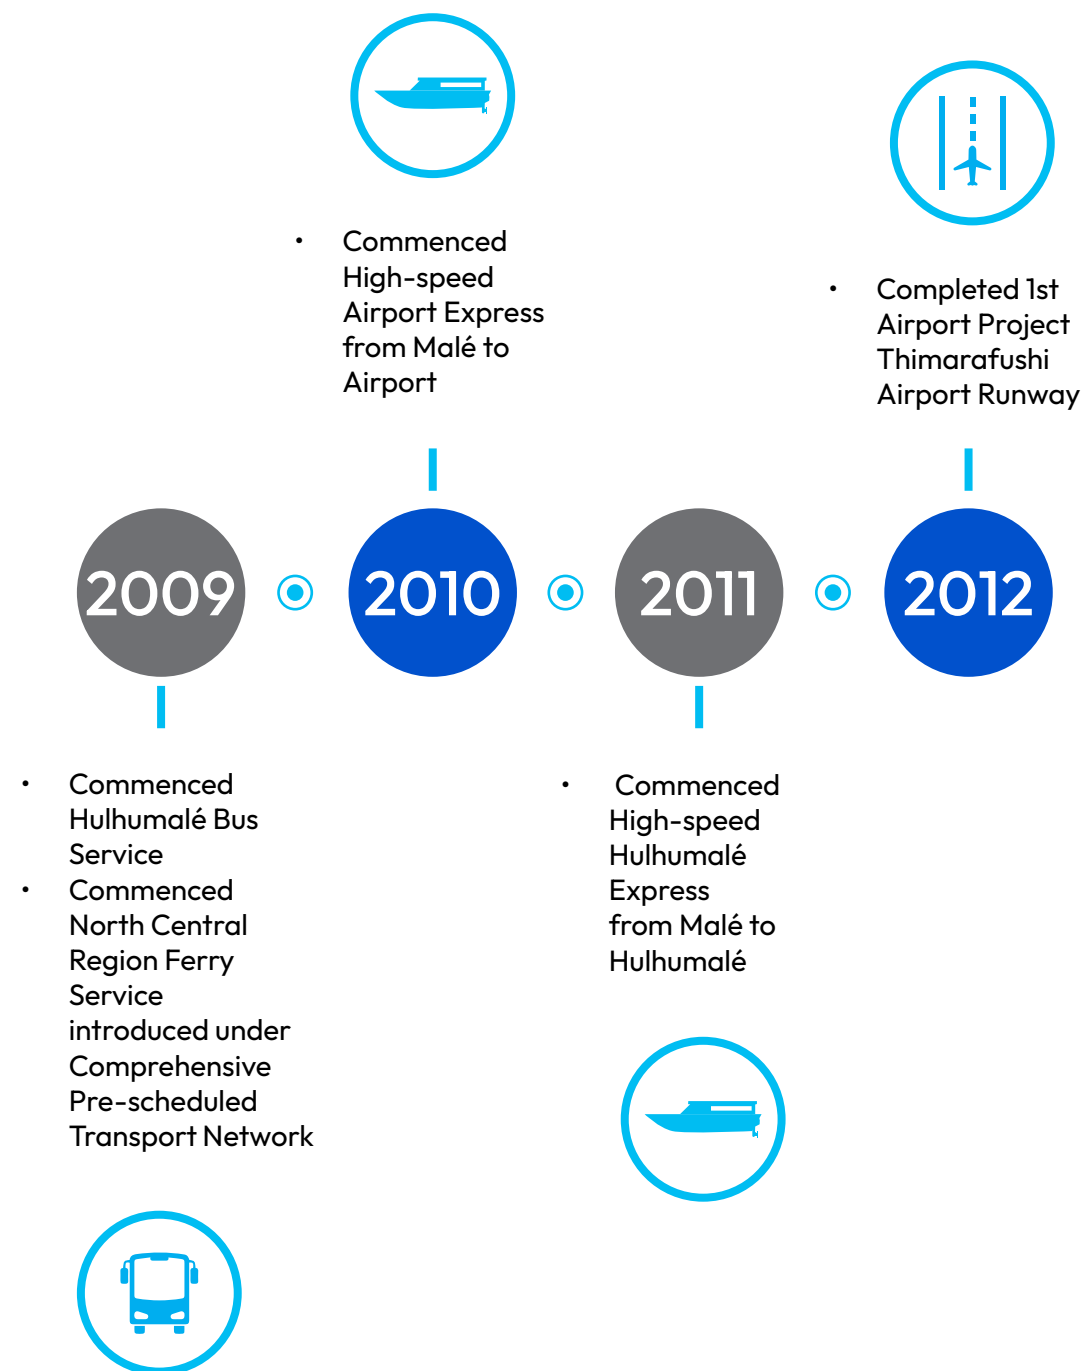 • Commenced
High-speed
Airport Express
from Malé to
Airport
• Completed 1st
Airport Project
Thimarafushi
Airport Runway
2009
2010
2011
2012
• Commenced
Hulhumalé Bus
Service
• Commenced
North Central
Region Ferry
Service
introduced under
Comprehensive
Pre-scheduled
Transport Network
• Commenced
High-speed
Hulhumalé
Express
from Malé to
Hulhumalé